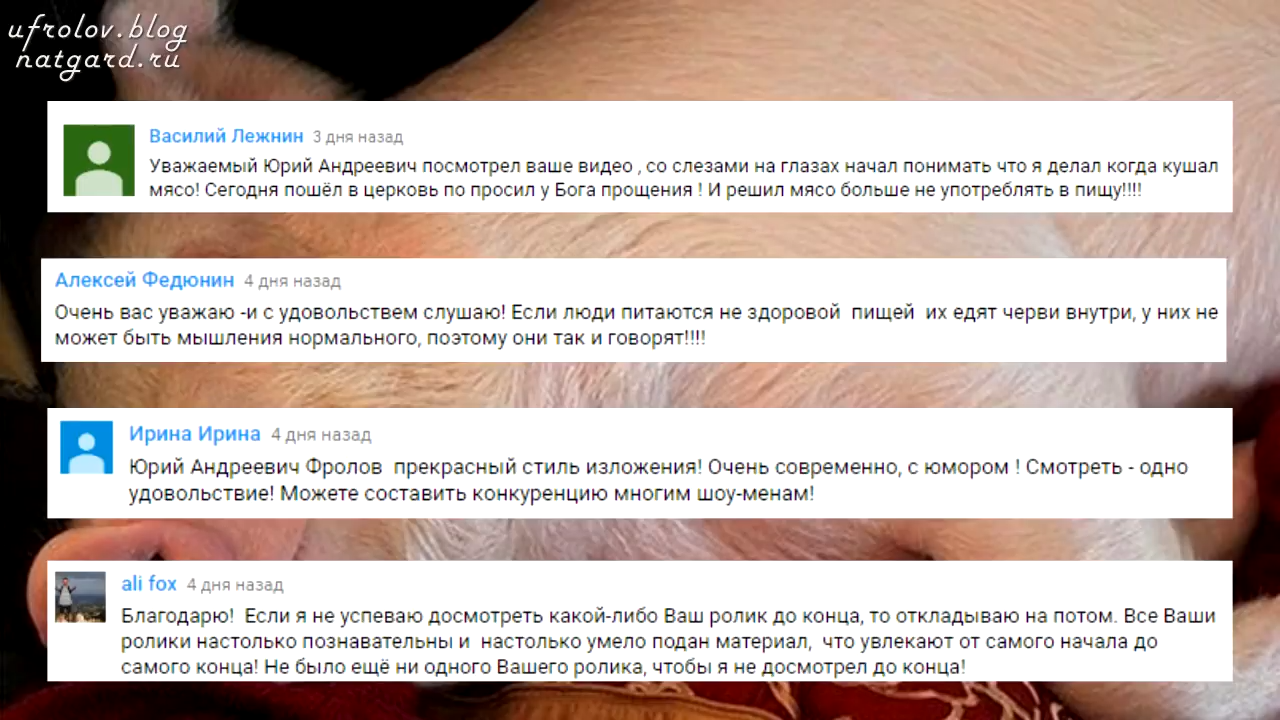 ufrolov.blog
natgard.ru
Василий Лежнин 3 дня назад
Уважаемый Юрий Андреевич посмотрел ваше видео , со слезами на глазах начал понимать что я делал когда кушал
мясо! Сегодня пошёл в церковь по просил у Бога прощения ! И решил мясо больше не употреблять в пищу!!!!
Алексей Федюнин 4 дня назад
Очень вас уважаю -и с удовольствем слушаю! Если люди питаются не здоровой пищей их едят черви внутри, у них не
может быть мышления нормального, поэтому они так и говорят!!!!
Ирина Ирина 4 дня назад
Юрий Андреевич Фролов прекрасный стиль изложения! Очень современно, с юмором ! Смотреть - одно
удовольствие! Можете составить конкуренцию многим шоу-менам!
ali fox 4 дня назад
Благодарю! Если я не успеваю досмотреть какой-либо Ваш ролик до конца, то откладываю на потом. Все Ваши
ролики настолько познавательны и настолько умело подан материал, что увлекают от самого начала до
самого конца! Не было ещё ни одного Вашего ролика, чтобы я не досмотрел до конца!